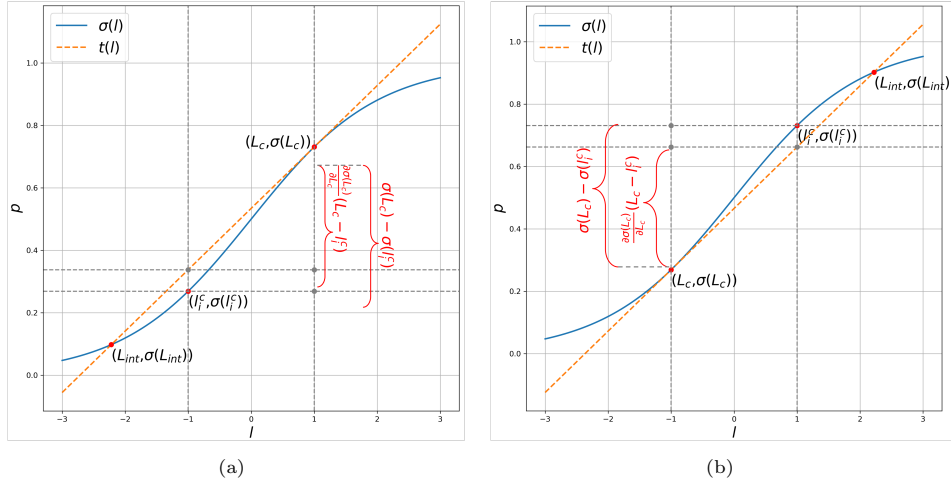 σ(l)
t(l)
(L_c,σ(L_c))
∂σ(L_c)/∂L_c (L_c − l_i^c)
σ(L_c) − σ(l_i^c)
(l_i^c,σ(l_i^c))
(L_int,σ(L_int))
p
1.0
0.8
0.6
0.4
0.2
0.0
−3 −2 −1 0 1 2 3
l
(a)
σ(l)
t(l)
(L_int,σ(L_int)
(l_i^c,σ(l_i^c))
σ(L_c) − σ(l_i^c)
∂σ(L_c)/∂L_c (L_c − l_i^c)
(L_c,σ(L_c))
p
1.0
0.8
0.6
0.4
0.2
0.0
−3 −2 −1 0 1 2 3
l
(b)